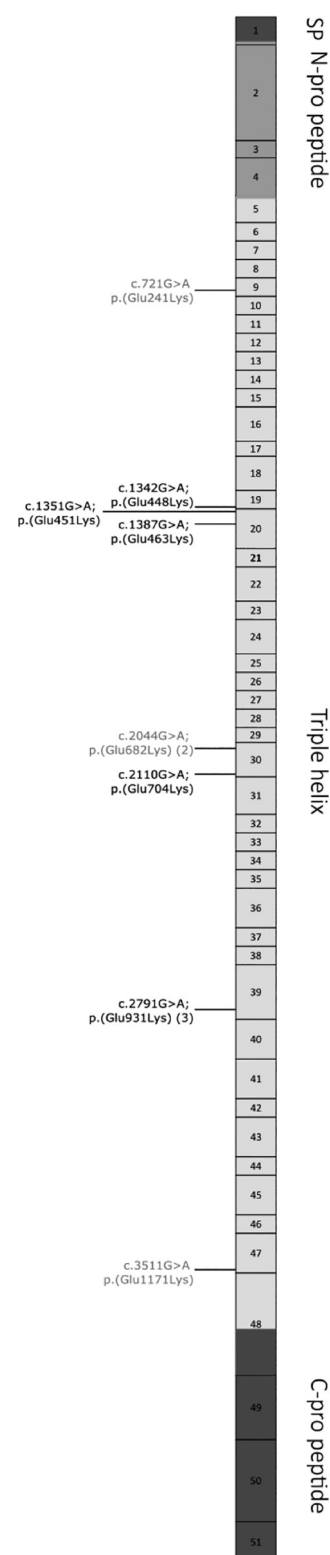 SP N-pro peptide
1
2
3
4
5
6
7
8
c.721G>A
p.(Glu241Lys)
9
10
11
12
13
14
15
16
17
18
c.1342G>A;
p.(Glu448Lys)
19
c.1351G>A;
p.(Glu451Lys)
c.1387G>A;
p.(Glu463Lys)
20
21
22
23
24
25
26
27
28
29
Triple helix
c.2044G>A;
p.(Glu682Lys) (2)
30
c.2110G>A;
p.(Glu704Lys)
31
32
33
34
35
36
37
38
39
c.2791G>A;
p.(Glu931Lys) (3)
40
41
42
43
44
45
46
47
c.3511G>A
p.(Glu1171Lys)
48
C-pro peptide
49
50
51